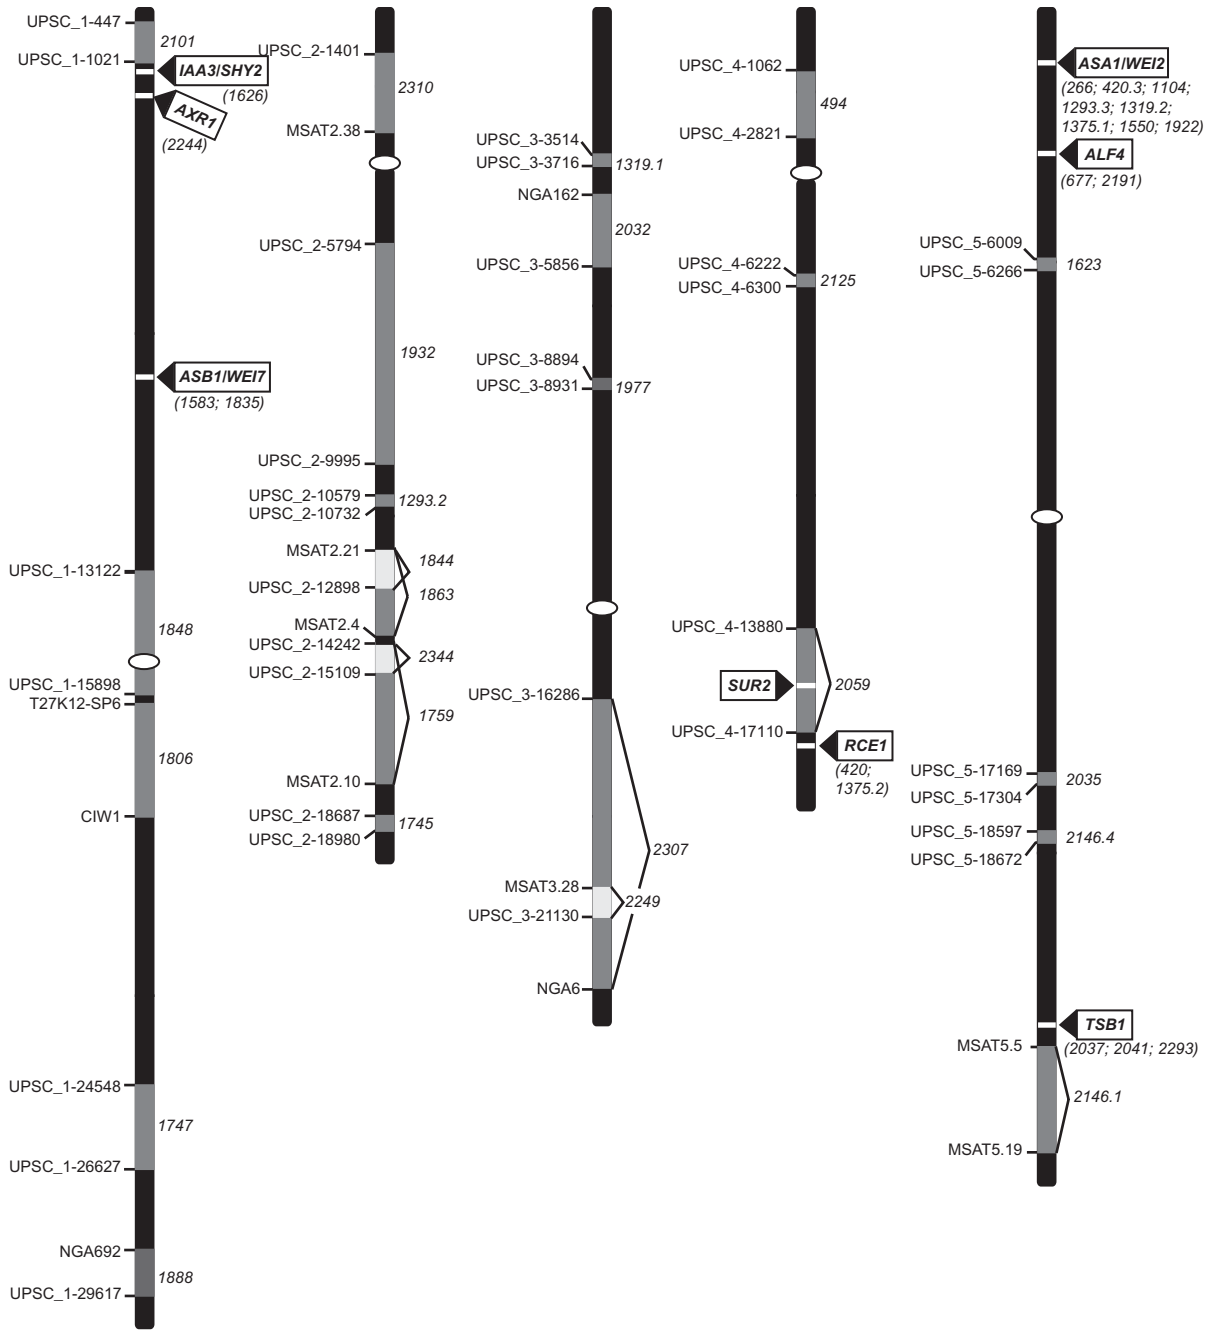 UPSC_1-447
2101
UPSC_1-1021
IAA3/SHY2
(1626)
AXR1
(2244)
ASB1/WEI7
(1583; 1835)
UPSC_1-13122
1848
UPSC_1-15898
T27K12-SP6
1806
CIW1
UPSC_1-24548
1747
UPSC_1-26627
NGA692
1888
UPSC_1-29617
UPSC_2-1401
2310
MSAT2.38
UPSC_2-5794
1932
UPSC_2-9995
UPSC_2-10579
1293.2
UPSC_2-10732
MSAT2.21
1844
UPSC_2-12898
1863
MSAT2.4
UPSC_2-14242
2344
UPSC_2-15109
1759
MSAT2.10
UPSC_2-18687
1745
UPSC_2-18980
UPSC_3-3514
UPSC_3-3716
1319.1
NGA162
2032
UPSC_3-5856
UPSC_3-8894
UPSC_3-8931
1977
UPSC_3-16286
2307
MSAT3.28
2249
UPSC_3-21130
NGA6
UPSC_4-1062
494
UPSC_4-2821
UPSC_4-6222
2125
UPSC_4-6300
UPSC_4-13880
SUR2
2059
UPSC_4-17110
RCE1
(420;
1375.2)
ASA1/WEI2
(266; 420.3; 1104;
1293.3; 1319.2;
1375.1; 1550; 1922)
ALF4
(677; 2191)
UPSC_5-6009
1623
UPSC_5-6266
UPSC_5-17169
2035
UPSC_5-17304
UPSC_5-18597
2146.4
UPSC_5-18672
TSB1
MSAT5.5
(2037; 2041; 2293)
2146.1
MSAT5.19